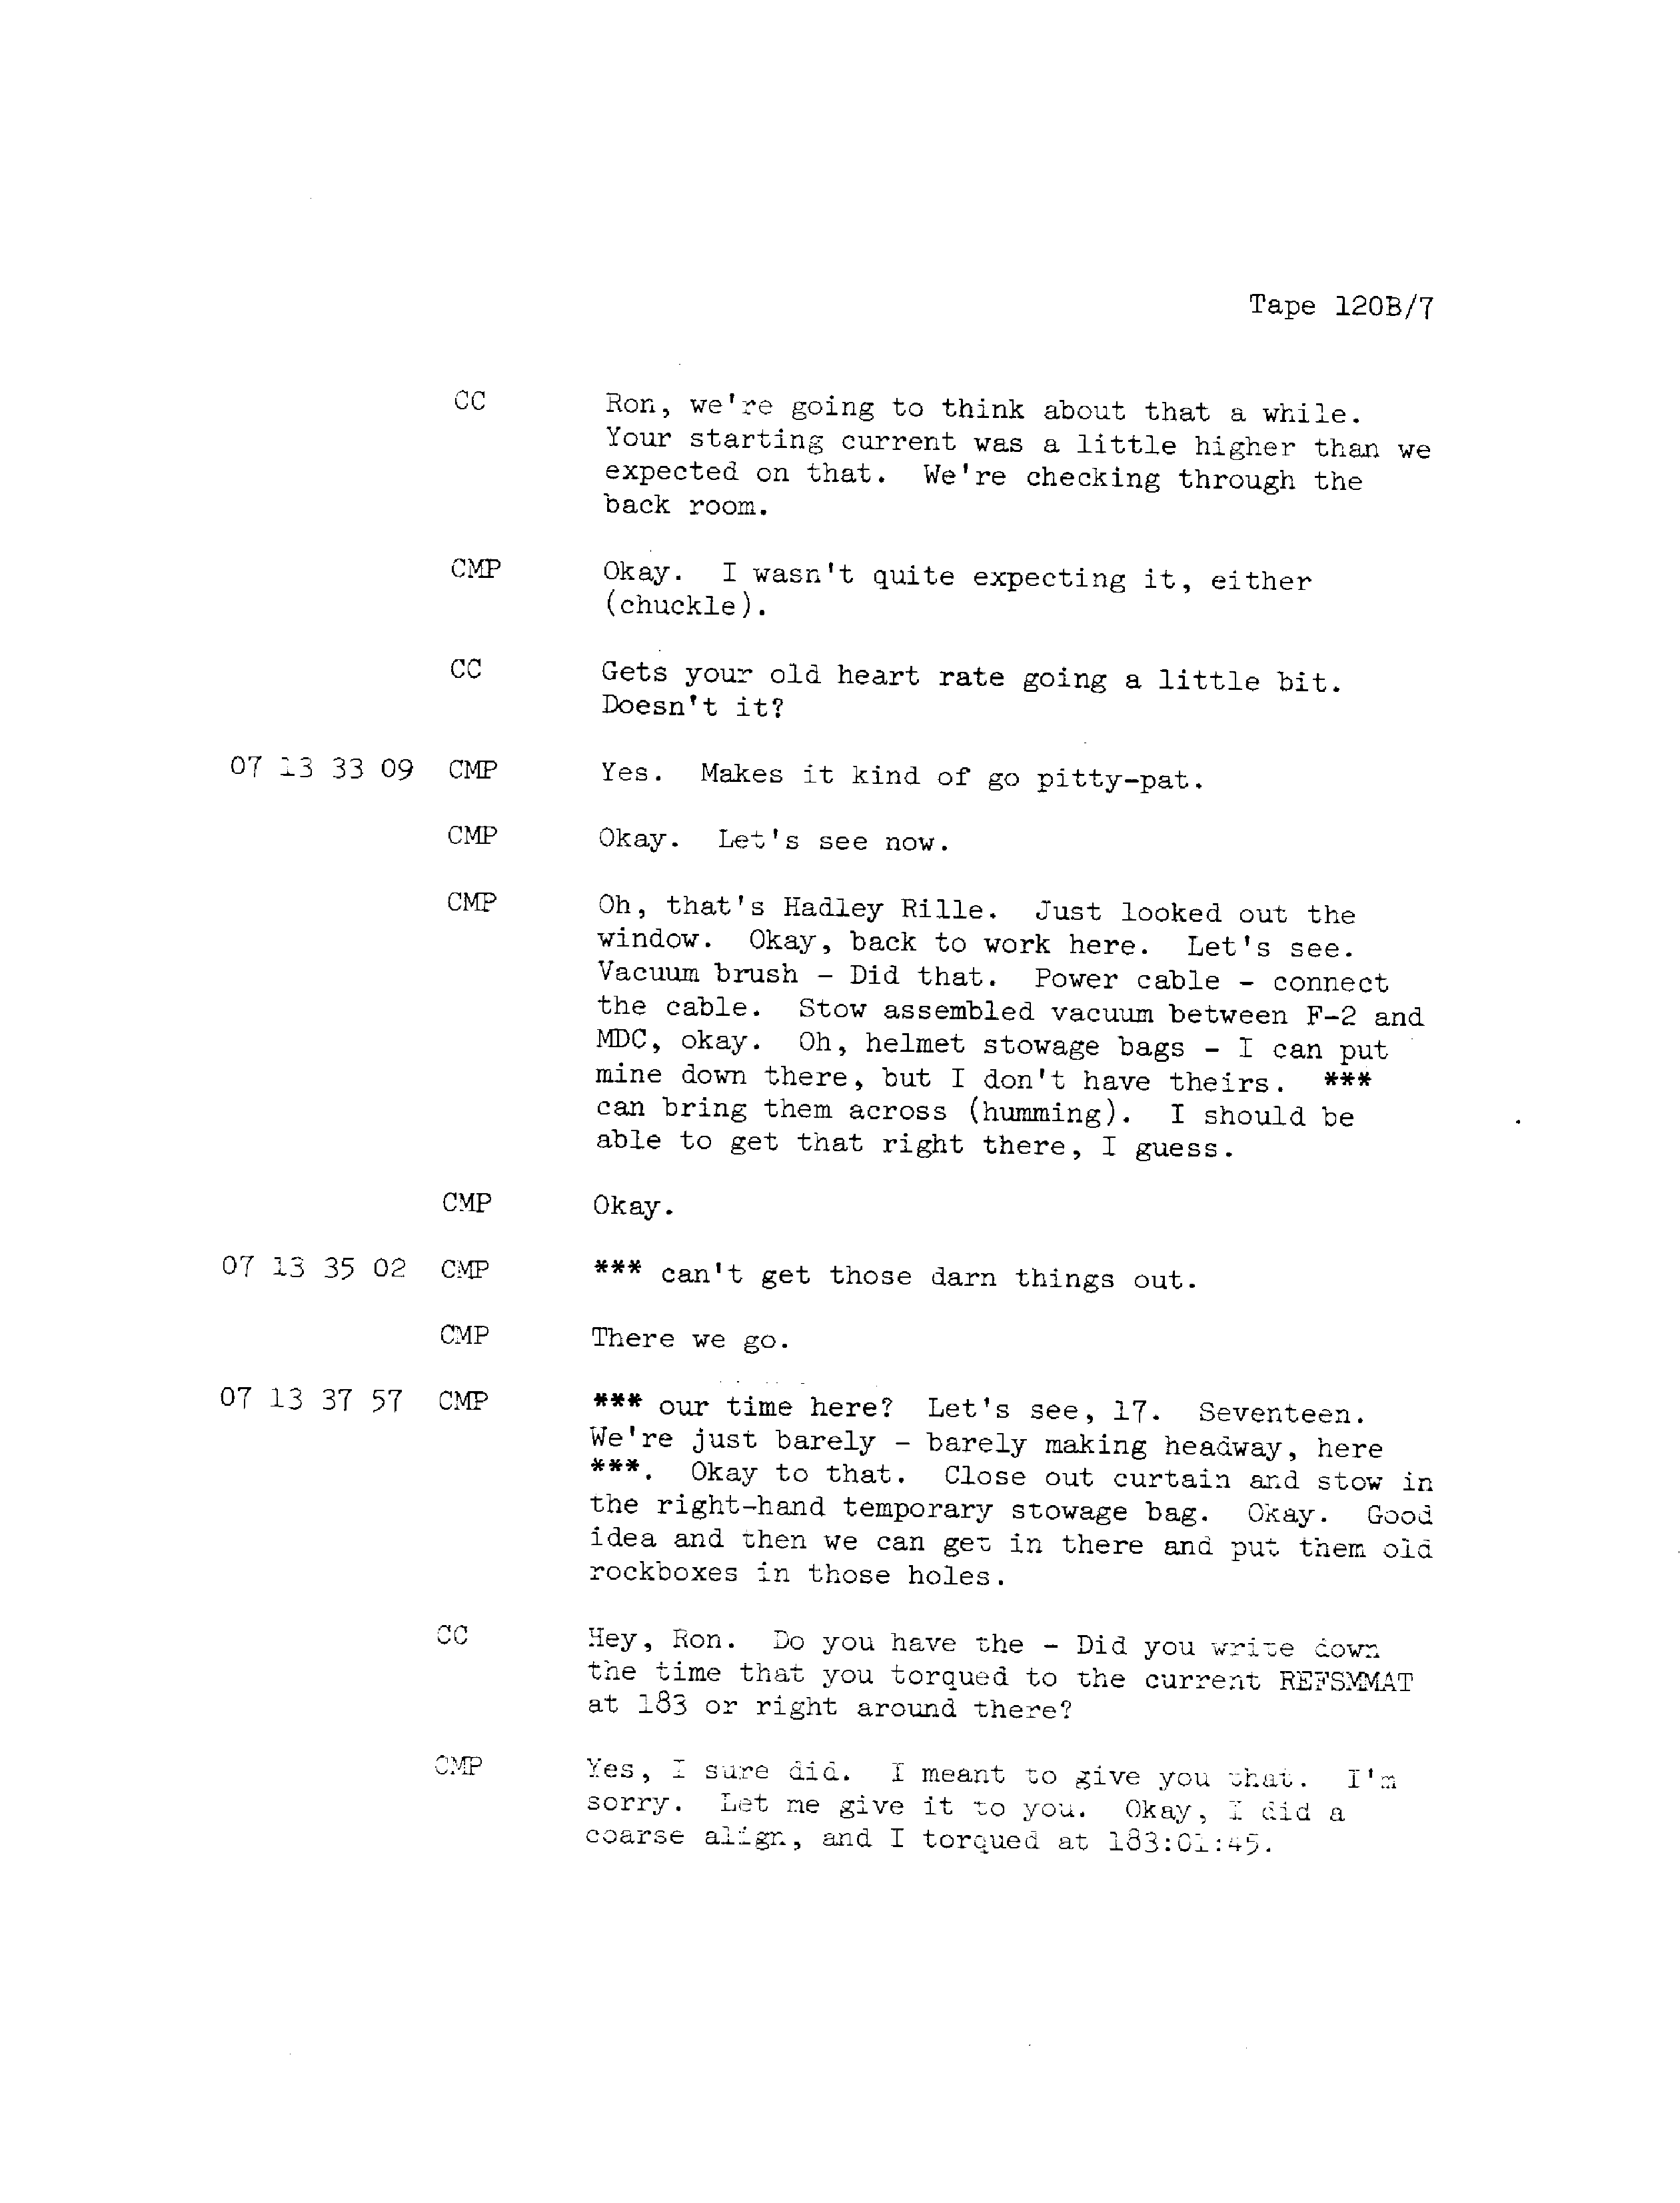 Tape 120B/7
CC Ron, we're going to think about that a while.
Your starting current was a little higher than we
expected on that. We're checking through the
back room.
CMP Okay. I wasn't quite expecting it, either
(chuckle).
CC Gets your old heart rate going a little bit.
Doesn't it?
07 13 33 09 CMP Yes. Makes it kind of go pitty-pat.
CMP Okay. Let's see now.
CMP Oh, that's Hadley Rille. Just looked out the
window. Okay, back to work here. Let's see.
Vacuum brush - Did that. Power cable - connect
the cable. Stow assembled vacuum between F-2 and
MDC, okay. Oh, helmet stowage bags - I can put
mine down there, but I don't have theirs. ***
can bring them across (humming). I should be
able to get that right there, I guess.
CMP Okay.
07 13 35 02 CMP *** can't get those darn things out.
CMP There we go.
07 13 37 57 CMP *** our time here? Let's see, 17. Seventeen.
We're just barely - barely making headway, here
***. Okay to that. Close out curtain and stow in
the right-hand temporary stowage bag. Okay. Good
idea and then we can get in there and put them old
rockboxes in those holes.
CC Hey, Ron. Do you have the - Did you write down
the time that you torqued to the current REFSMMAT
at 183 or right around there?
CMP Yes, I sure did. I meant to give you that. I'm
sorry. Let me give it to you. Okay, I did a
coarse align, and I torqued at 183:01:45.